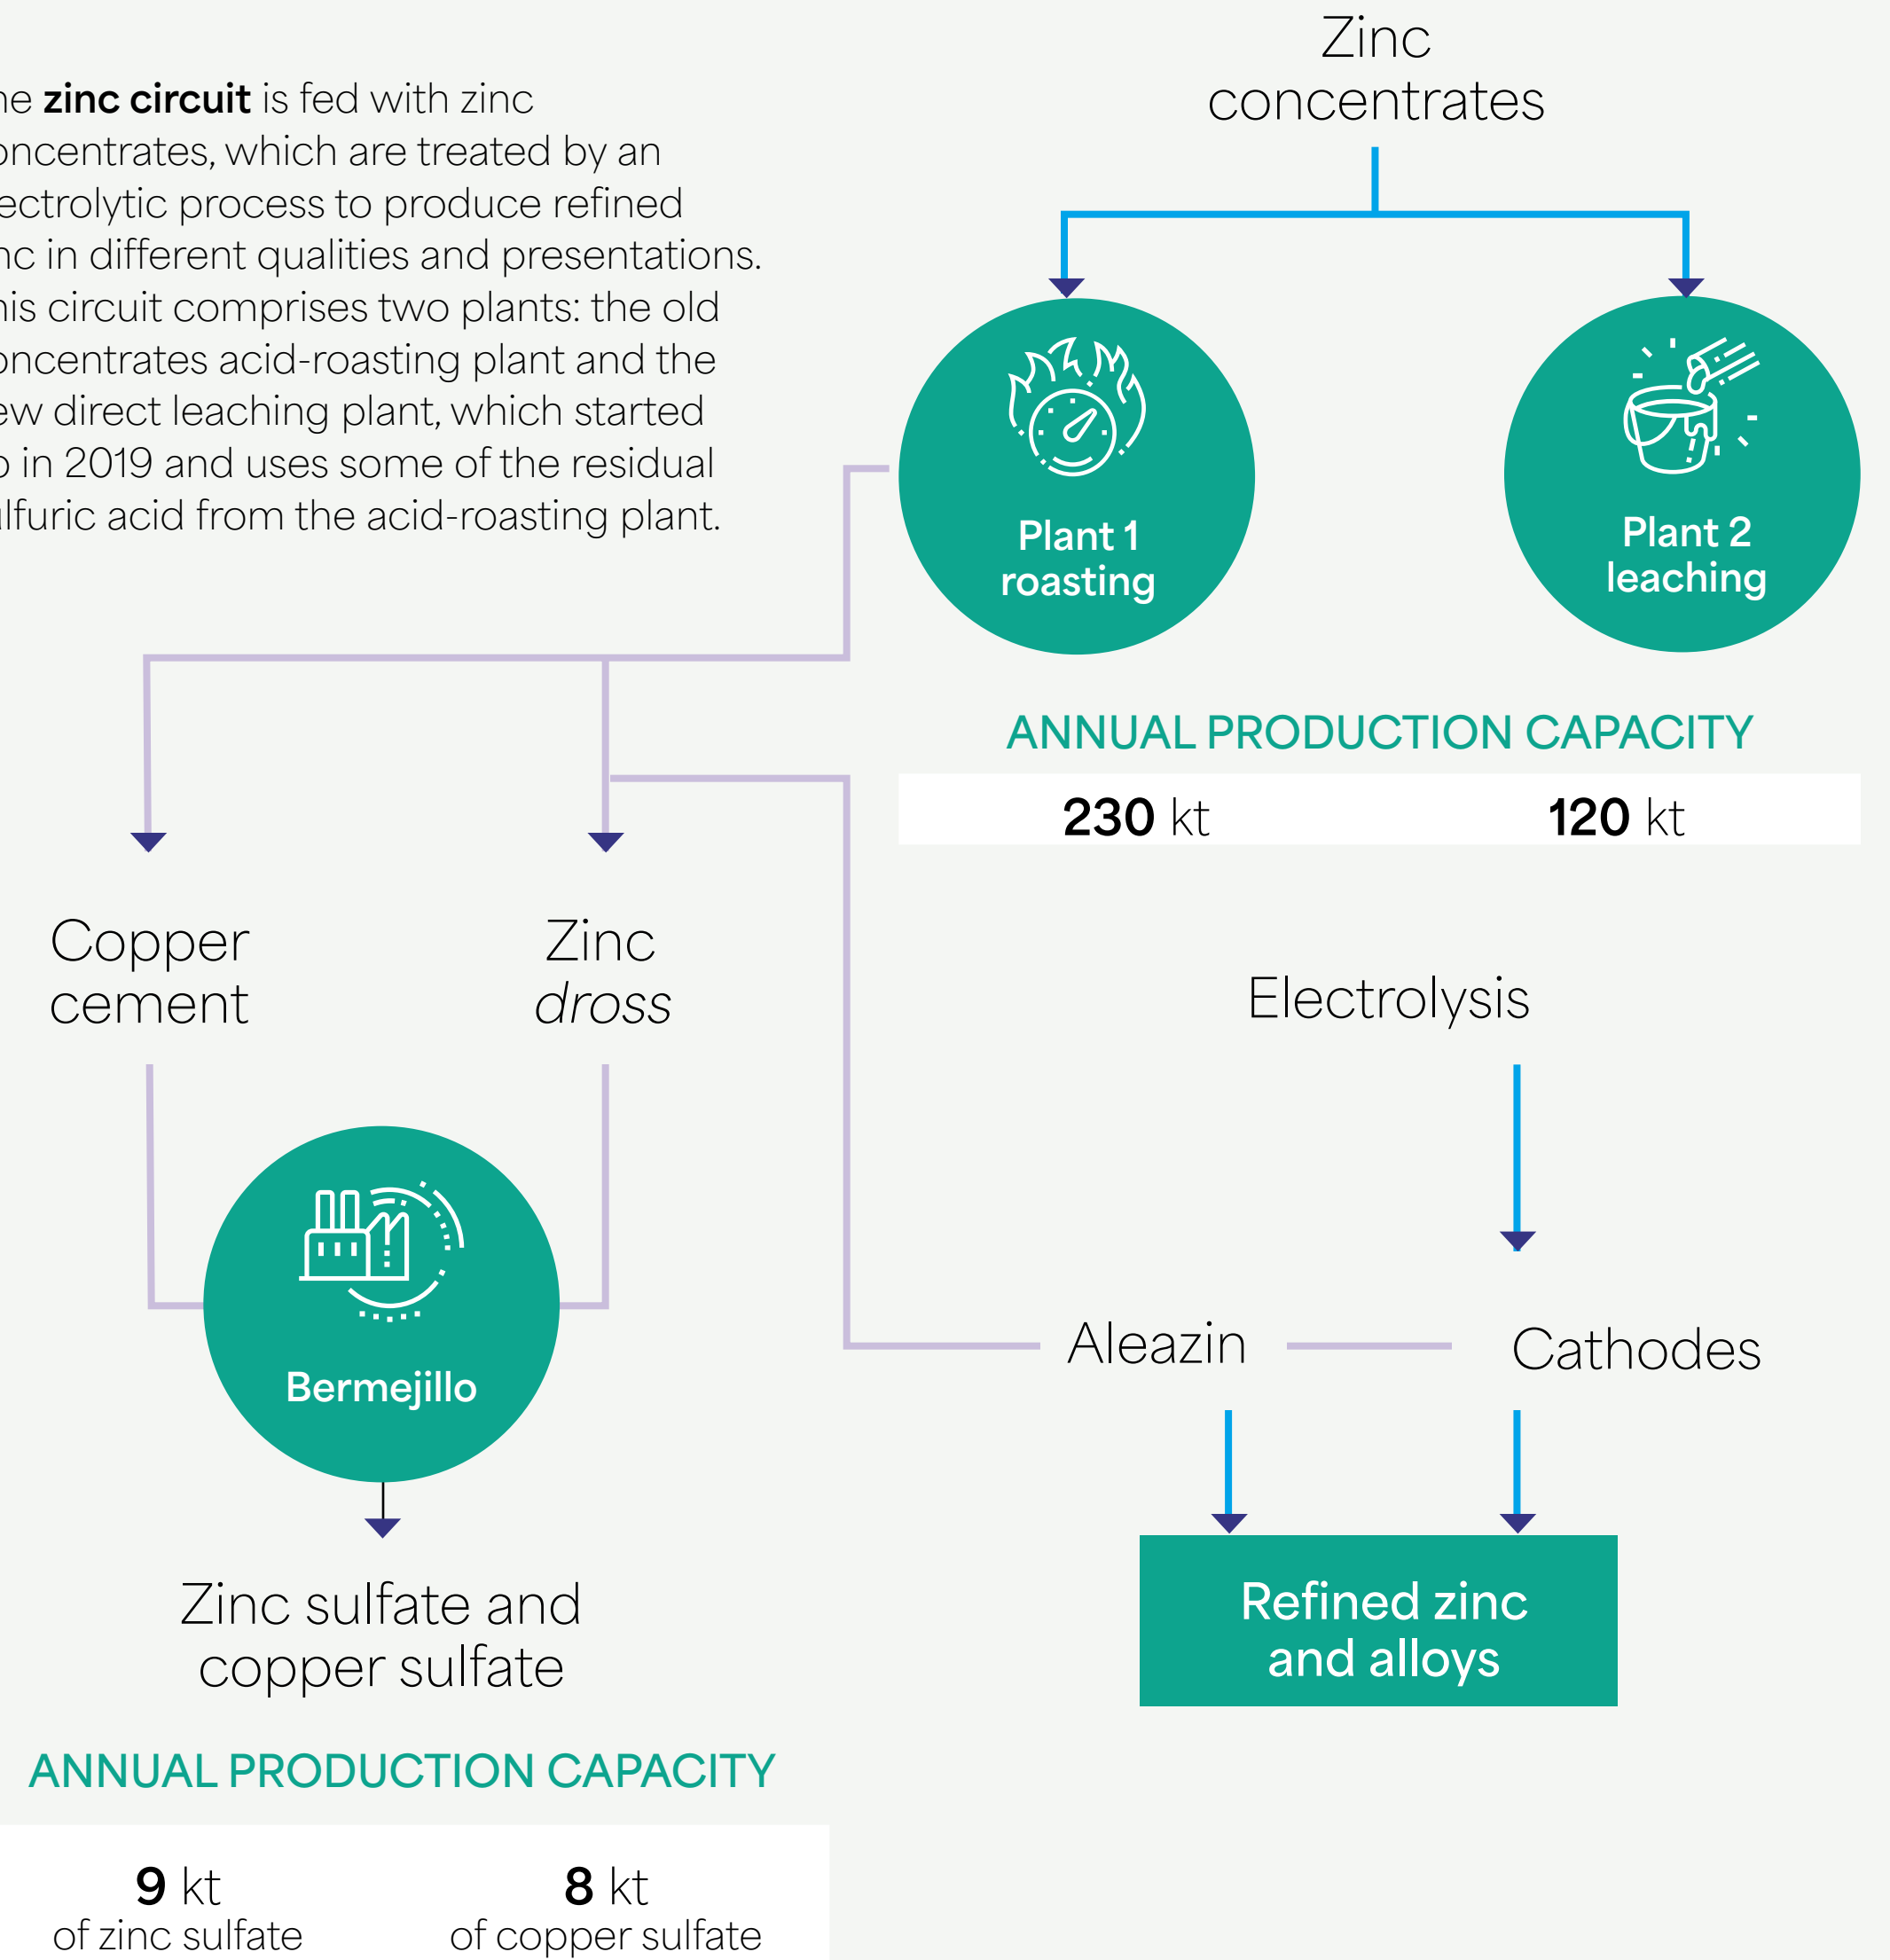 he zinc circuit is fed with zinc
oncentrates, which are treated by an
ectrolytic process to produce refined
nc in different qualities and presentations.
his circuit comprises two plants: the old
oncentrates acid-roasting plant and the
ew direct leaching plant, which started
p in 2019 and uses some of the residual
lfuric acid from the acid-roasting plant.
Zinc
concentrates
Plant 1
roasting
Plant 2
leaching
ANNUAL PRODUCTION CAPACITY
230 kt
120 kt
Copper
cement
Zinc
dross
Electrolysis
Bermejillo
Aleazin
Cathodes
Zinc sulfate and
copper sulfate
Refined zinc
and alloys
ANNUAL PRODUCTION CAPACITY
9 kt
of zinc sulfate
8 kt
of copper sulfate